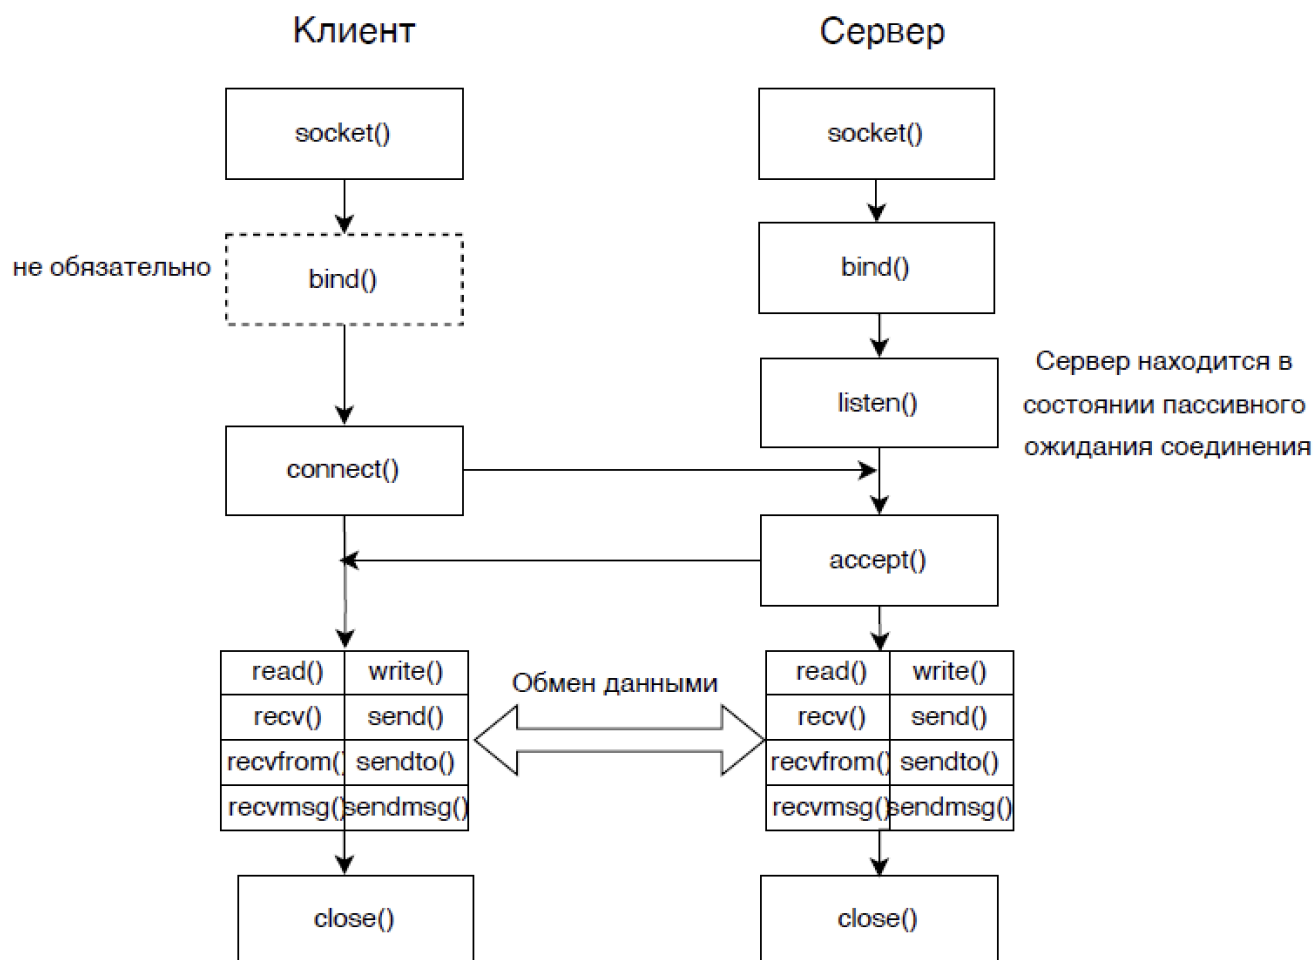 Клиент
Сервер
socket()
socket()
не обязательно
bind()
bind()
listen()
Сервер находится в
состоянии пассивного
ожидания соединения
connect()
accept()
read() write()
recv() send()
recvfrom() sendto()
recvmsg() sendmsg()
Обмен данными
read() write()
recv() send()
recvfrom() sendto()
recvmsg() sendmsg()
close()
close()